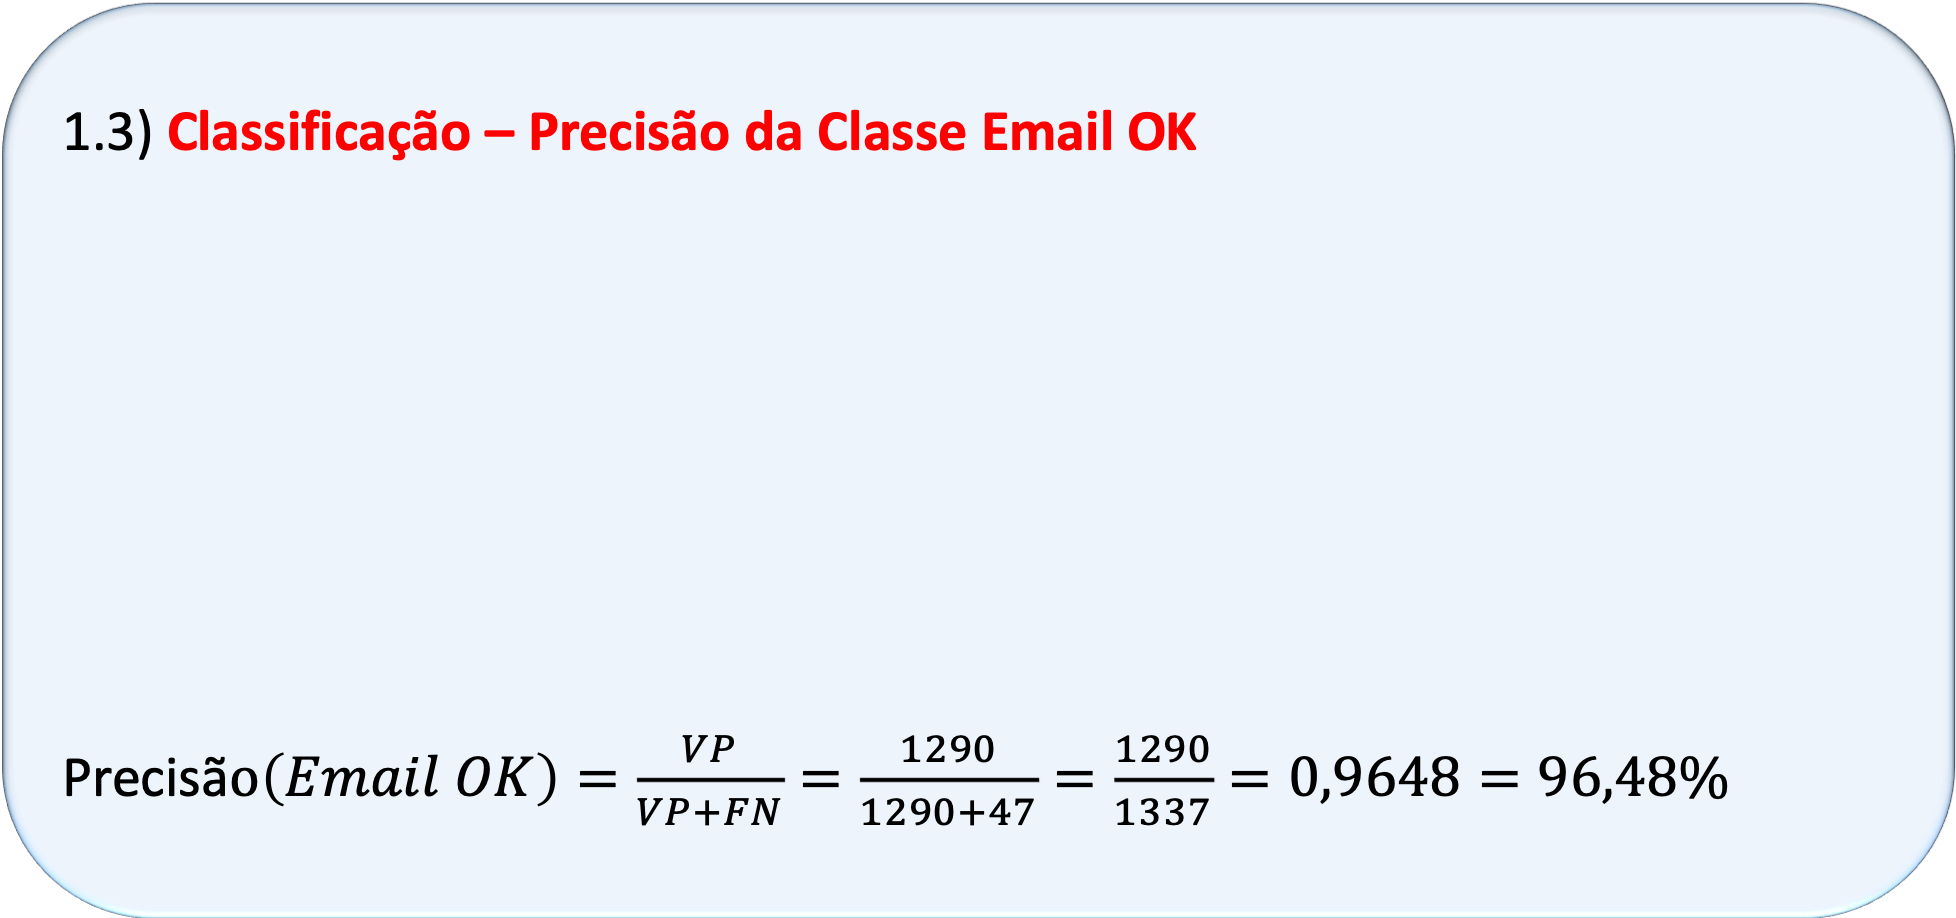 1.3) Classificação – Precisão da Classe Email OK
Precisão(Email OK) = VP/VP+FN = 1290/1290+47 = 1290/1337 = 0,9648 = 96,48%